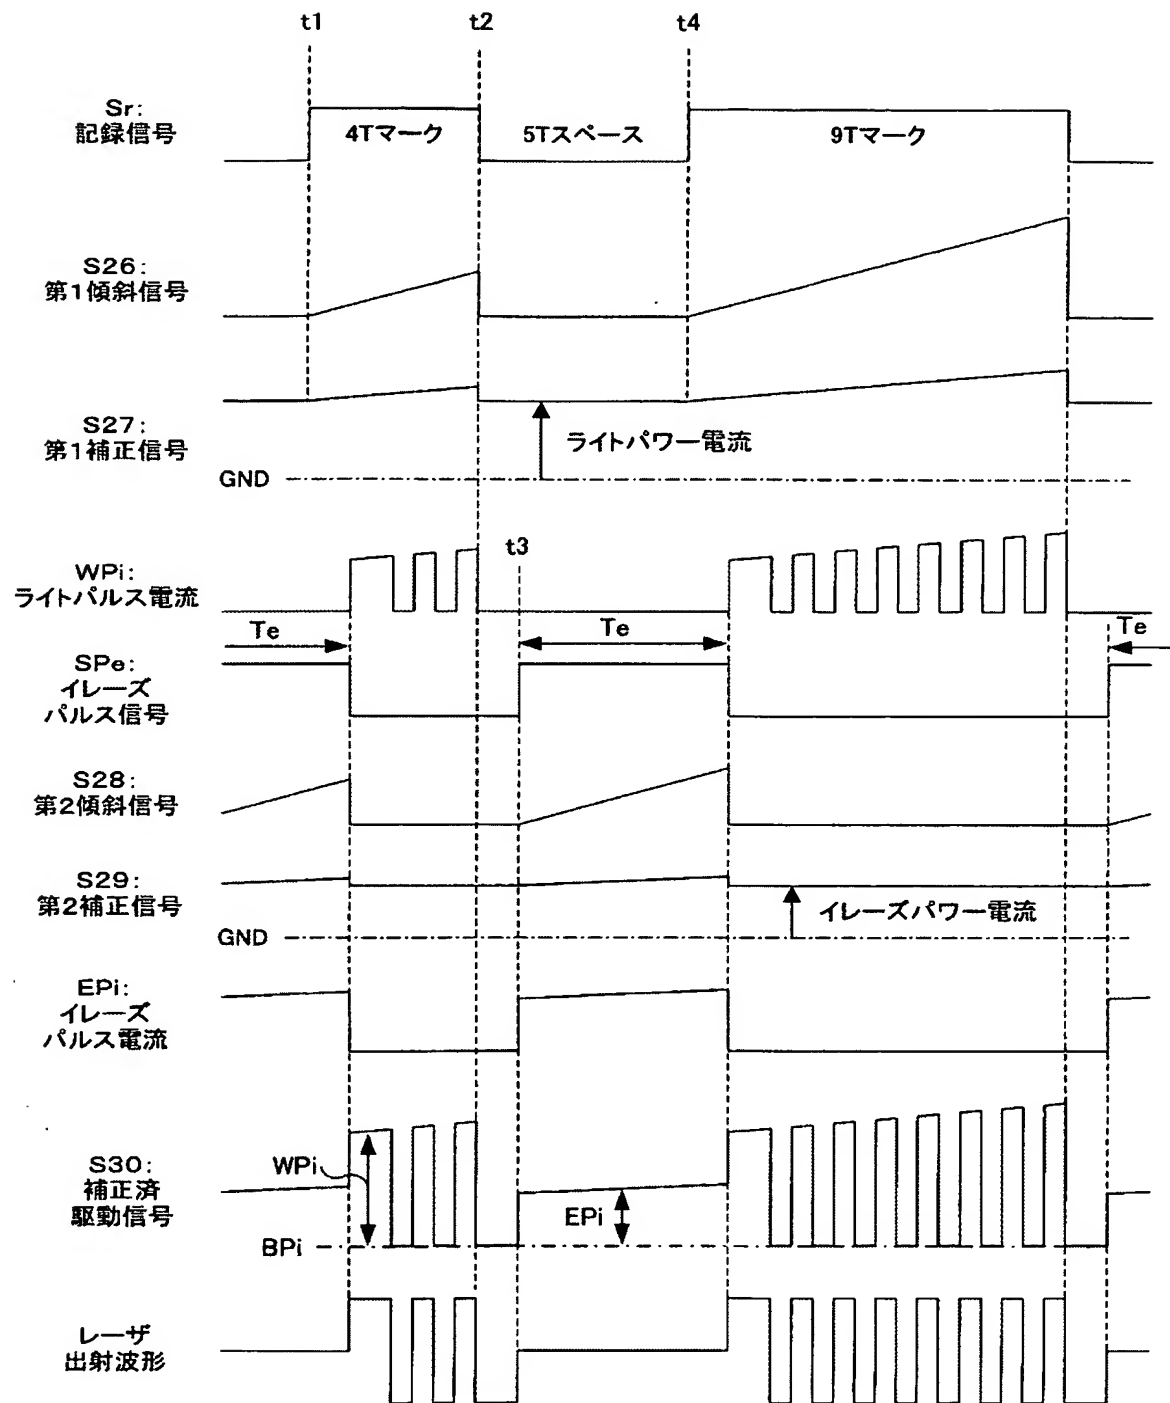 t1
t2
t4
Sr:
記録信号
4Tマーク
5Tスペース
9Tマーク
S26:
第1傾斜信号
S27:
第1補正信号
ライトパワー電流
GND
WPi:
ライトパルス電流
t3
Te
Te
Te
SPe:
イレーズ
パルス信号
S28:
第2傾斜信号
S29:
第2補正信号
イレーズパワー電流
GND
EPi:
イレーズ
パルス電流
S30:
補正済
駆動信号
WPi
EPi
BPi
レーザ
出射波形